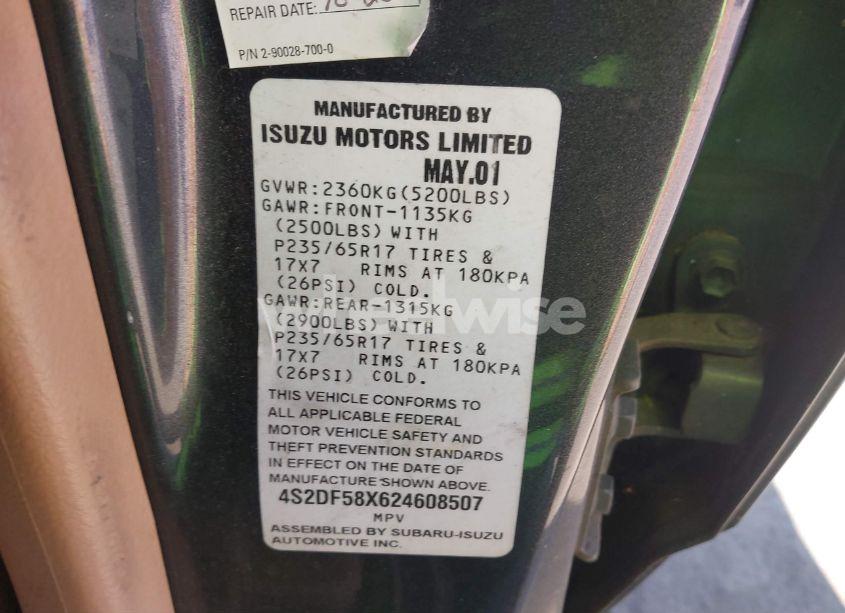 REPAIR DATE:
P/N 2-90028-700-0
MANUFACTURED BY
ISUZU MOTORS LIMITED
MAY.01
GVWR:2360KG(5200LBS)
GAWR:FRONT-1135KG
(2500LBS) WITH
P235/65R17 TIRES &
17X7 RIMS AT 180KPA
(26PSI) COLD.
GAWR:REAR-1315KG
(2900LBS) WITH
P235/65R17 TIRES &
17X7 RIMS AT 180KPA
(26PSI) COLD.
THIS VEHICLE CONFORMS TO
ALL APPLICABLE FEDERAL
MOTOR VEHICLE SAFETY AND
THEFT PREVENTION STANDARDS
IN EFFECT ON THE DATE OF
MANUFACTURE SHOWN ABOVE.
4S2DF58X624608507
MPV
ASSEMBLED BY SUBARU-ISUZU
AUTOMOTIVE INC.